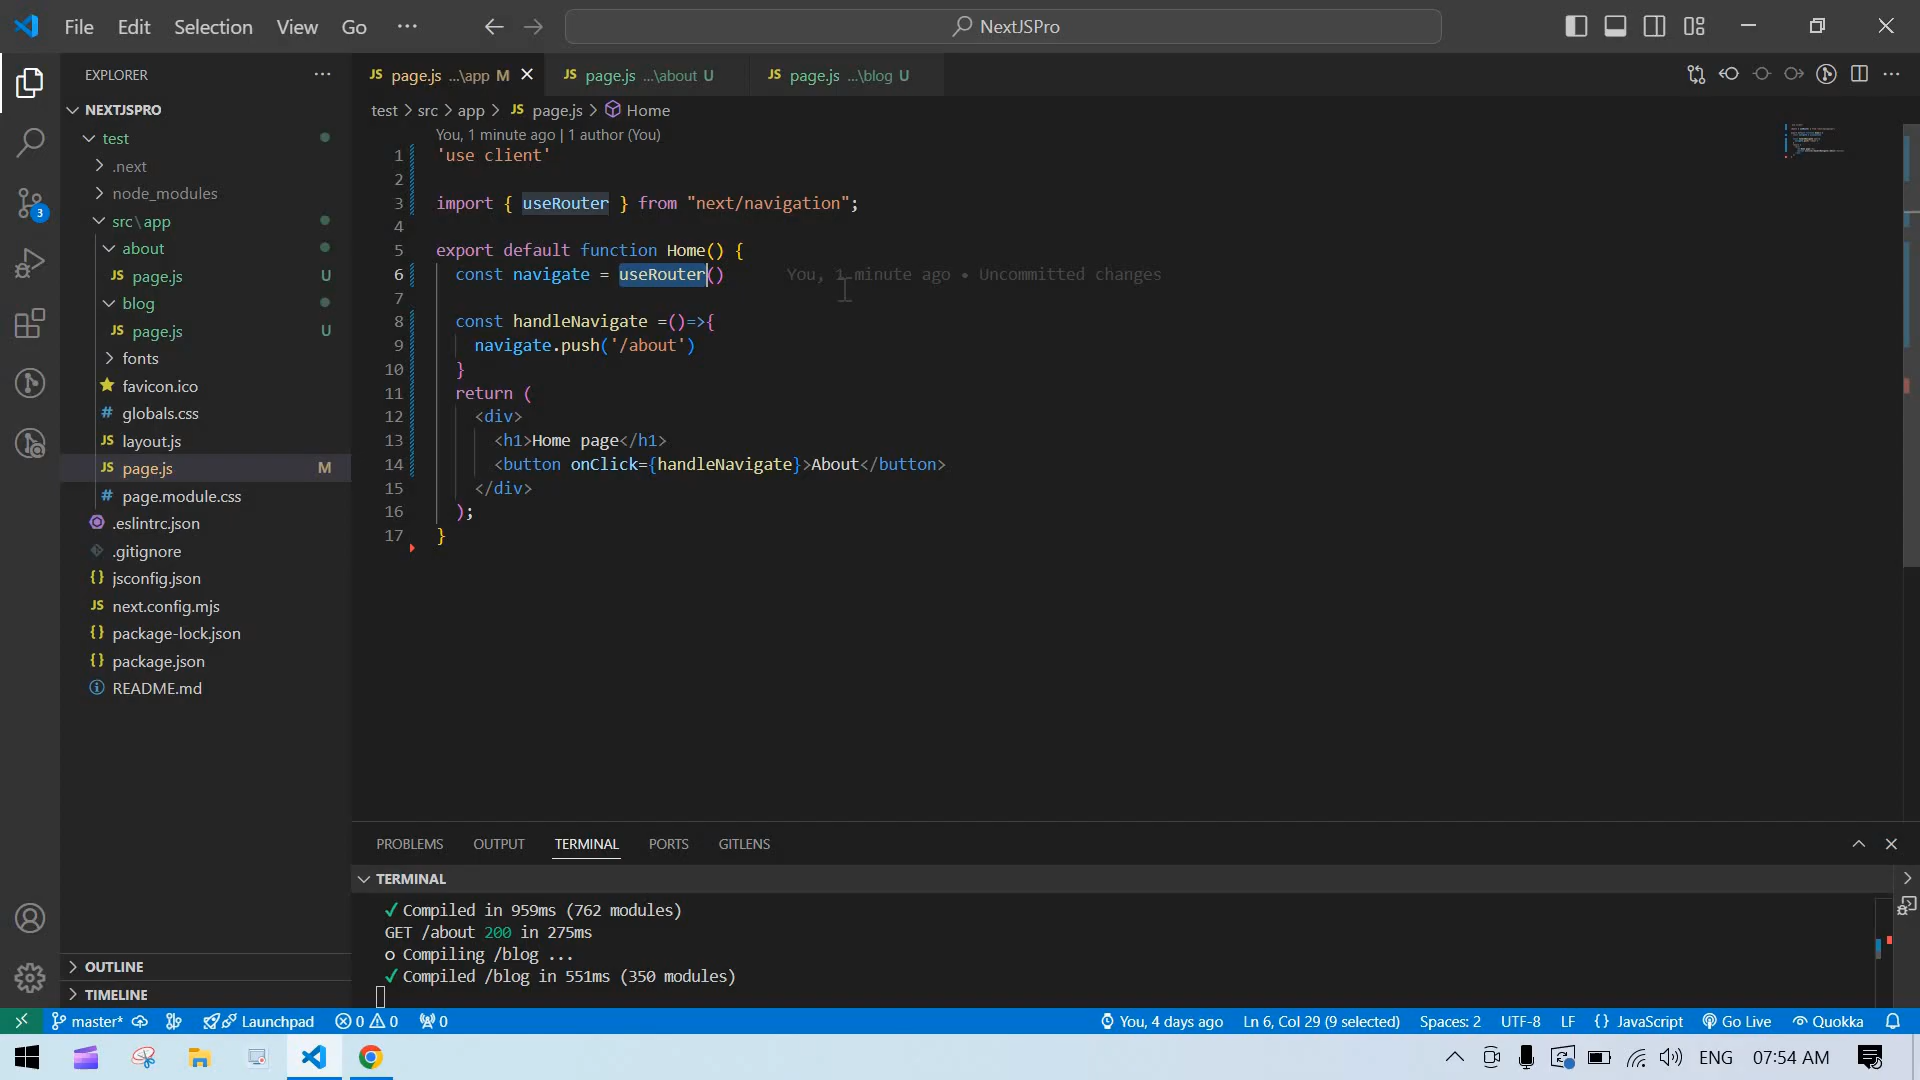 File Edit Selection View Go ··· NextJSPro
EXPLORER
NEXTJSPRO
test
.next
node_modules
src\app
about
JS page.js U
blog
JS page.js U
fonts
favicon.ico
# globals.css
JS layout.js
JS page.js M
# page.module.css
.eslintrc.json
.gitignore
{} jsconfig.json
JS next.config.mjs
{} package-lock.json
{} package.json
README.md
OUTLINE
TIMELINE
3
JS page.js ...\app M JS page.js ...\about U JS page.js ...\blog U
test > src > app > JS page.js > Home
You, 1 minute ago | 1 author (You)
1 'use client'
2
3 import { useRouter } from "next/navigation";
4
5 export default function Home() {
6 const navigate = useRouter() You, 1 minute ago • Uncommitted changes
7
8 const handleNavigate =()=>{
9 navigate.push('/about')
10 }
11 return (
12 <div>
13 <h1>Home page</h1>
14 <button onClick={handleNavigate}>About</button>
15 </div>
16 );
17 }
PROBLEMS OUTPUT TERMINAL PORTS GITLENS
TERMINAL
✓ Compiled in 959ms (762 modules)
GET /about 200 in 275ms
o Compiling /blog ...
✓ Compiled /blog in 551ms (350 modules)
master* Launchpad 0 0 0 You, 4 days ago Ln 6, Col 29 (9 selected) Spaces: 2 UTF-8 LF {} JavaScript Go Live Quokka
ENG 07:54 AM